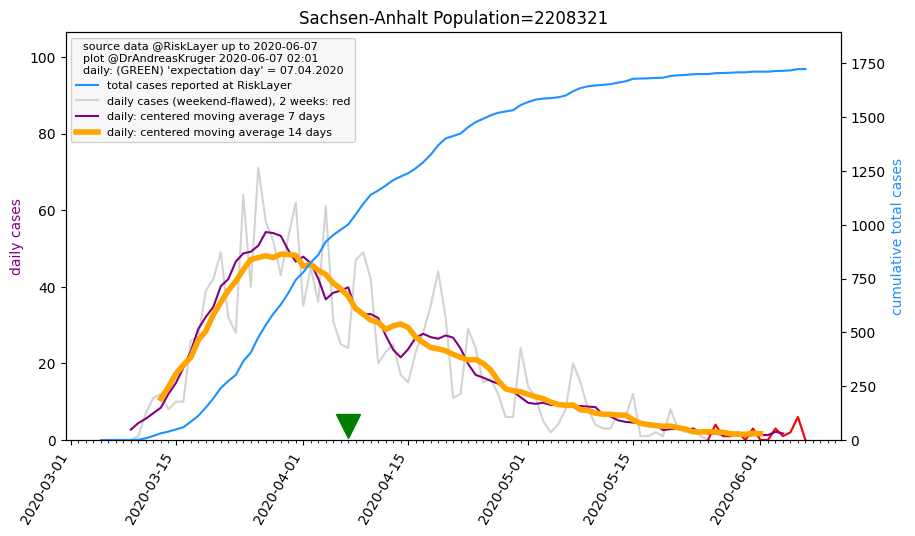 Sachsen-Anhalt Population=2208321
source data @RiskLayer up to 2020-06-07
plot @DrAndreasKruger 2020-06-07 02:01
daily: (GREEN) 'expectation day' = 07.04.2020
total cases reported at RiskLayer
daily cases (weekend-flawed), 2 weeks: red
daily: centered moving average 7 days
daily: centered moving average 14 days
daily cases
100
80
60
40
20
0
cumulative total cases
1750
1500
1250
1000
750
500
250
0
2020-03-01
2020-03-15
2020-04-01
2020-04-15
2020-05-01
2020-05-15
2020-06-01